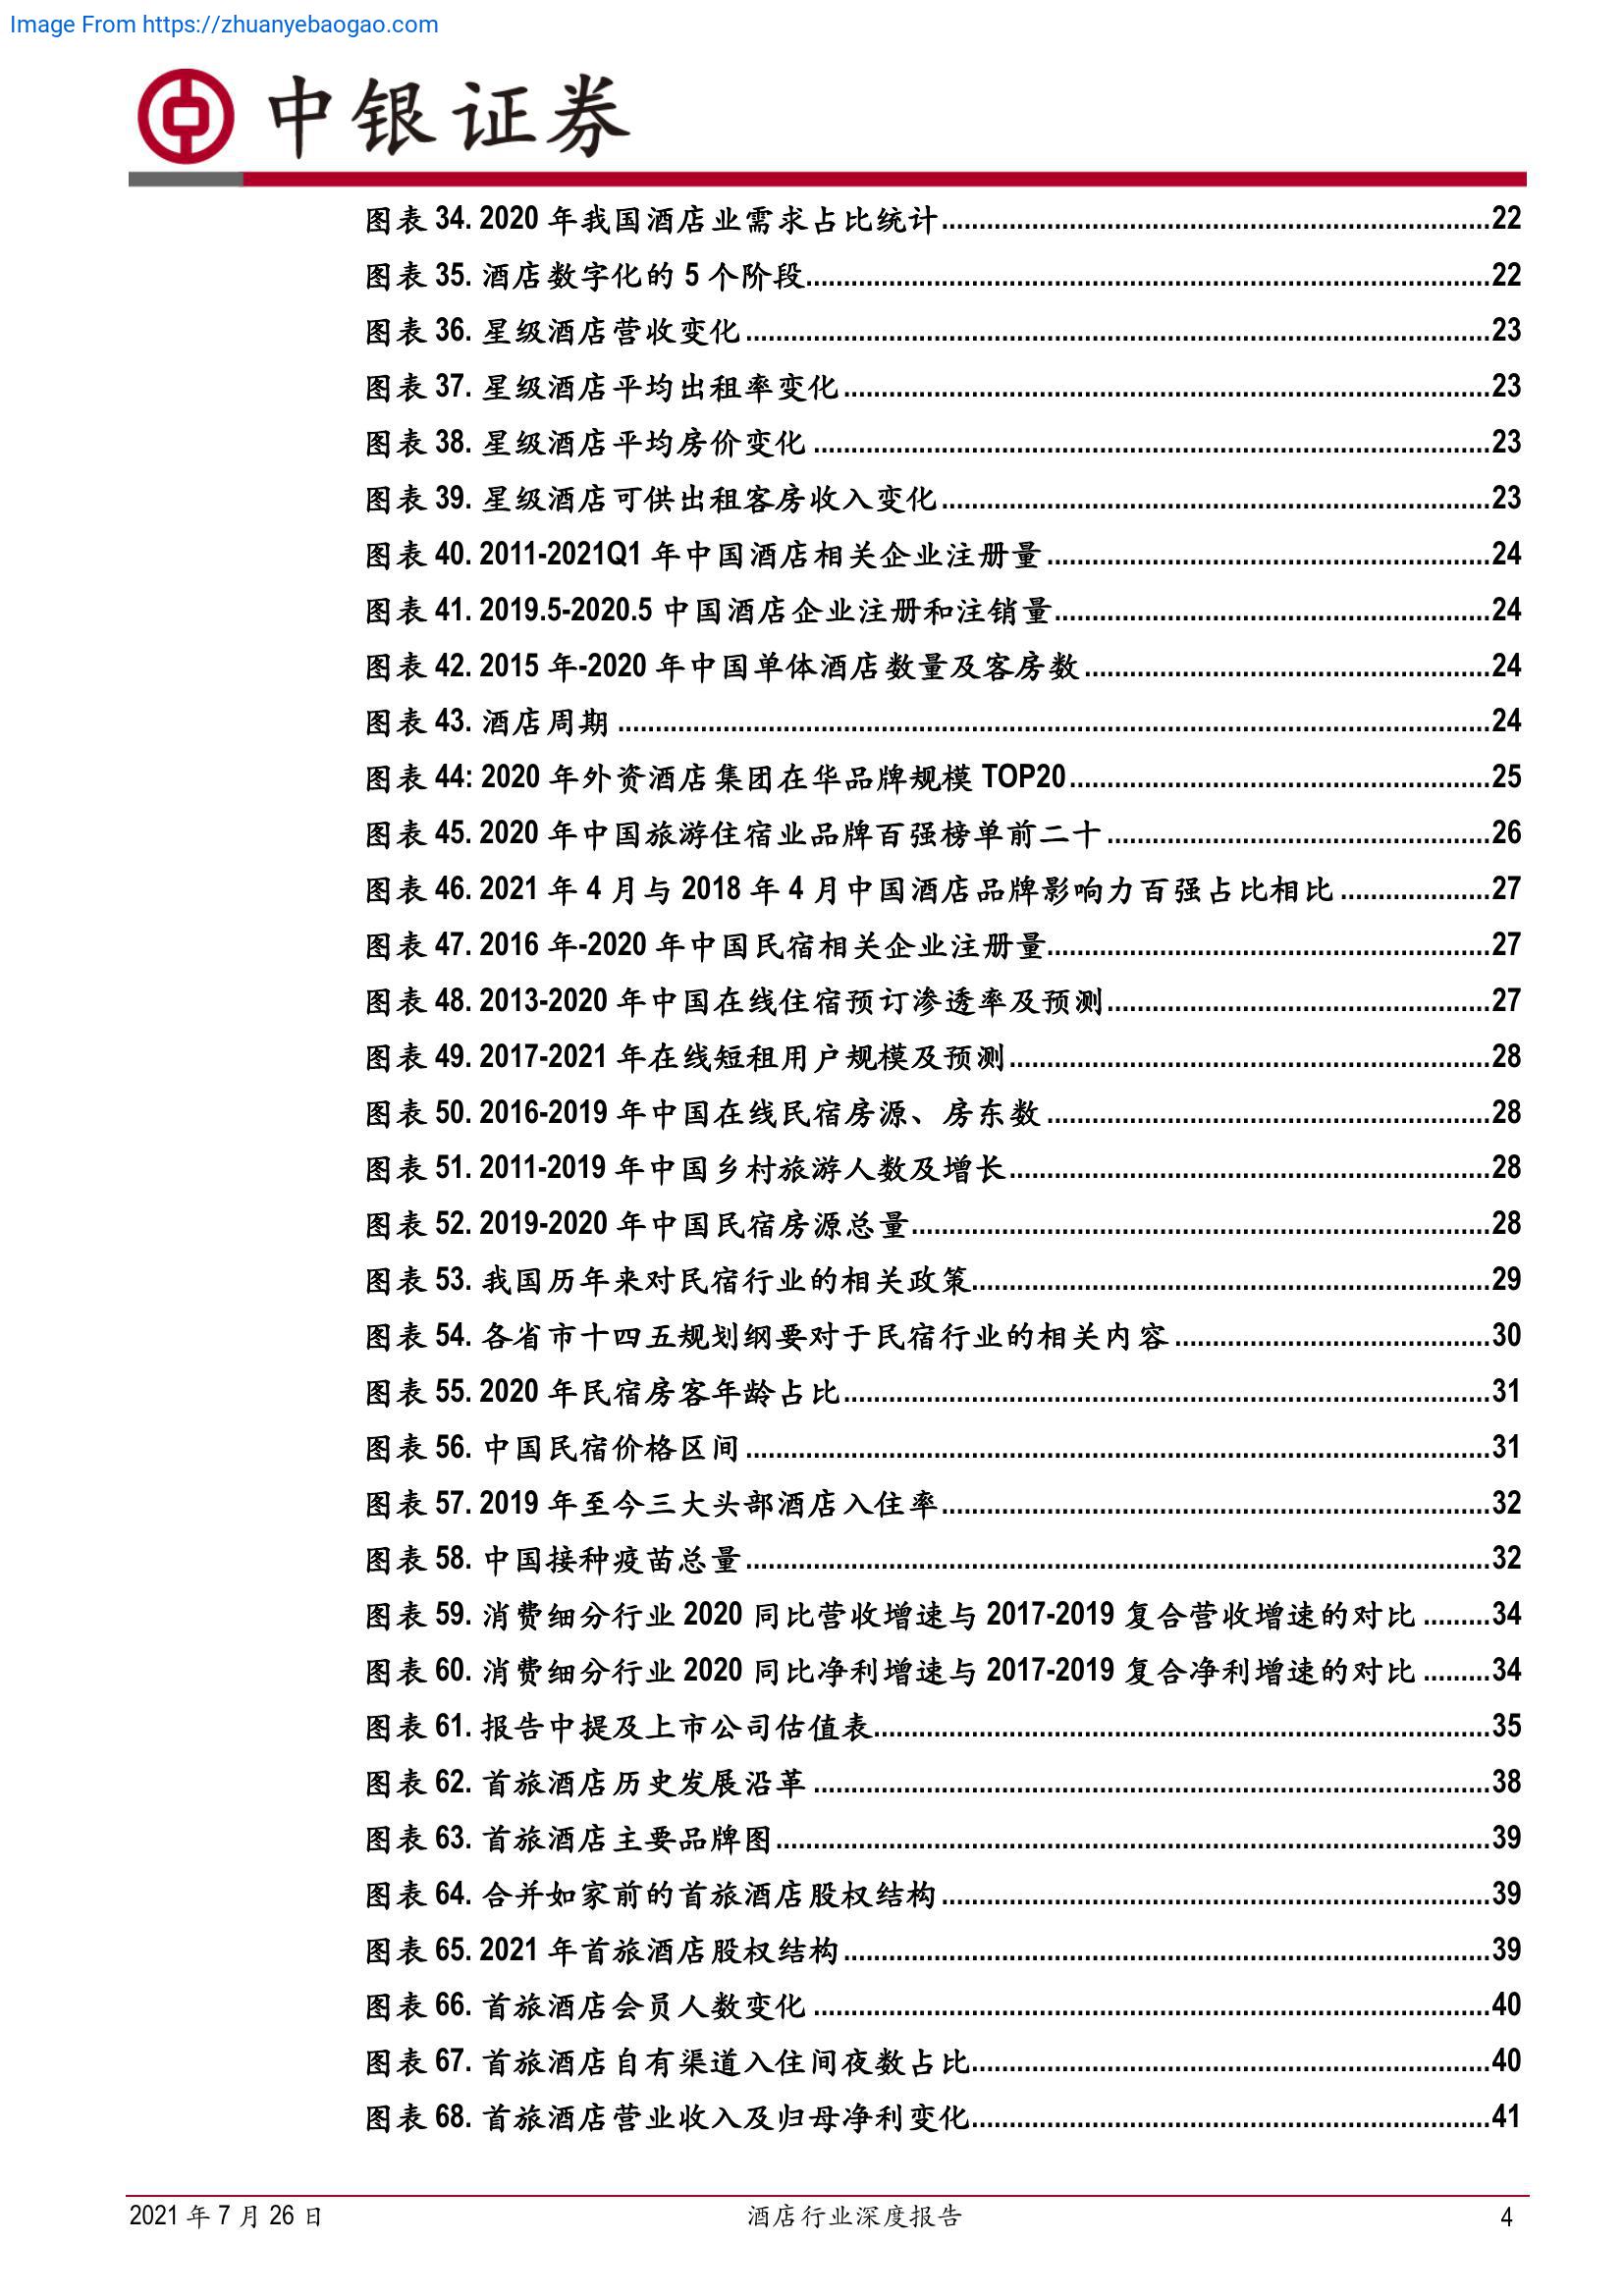 Image From https://zhuanyebaogao.com
中银证券
图表 34. 2020 年我国酒店业需求占比统计..........22
图表 35. 酒店数字化的 5 个阶段..........22
图表 36. 星级酒店营收变化..........23
图表 37. 星级酒店平均出租率变化..........23
图表 38. 星级酒店平均房价变化..........23
图表 39. 星级酒店可供出租客房收入变化..........23
图表 40. 2011-2021Q1 年中国酒店相关企业注册量..........24
图表 41. 2019.5-2020.5 中国酒店企业注册和注销量..........24
图表 42. 2015 年-2020 年中国单体酒店数量及客房数..........24
图表 43. 酒店周期..........24
图表 44: 2020 年外资酒店集团在华品牌规模 TOP20..........25
图表 45. 2020 年中国旅游住宿业品牌百强榜单前二十..........26
图表 46. 2021 年 4 月与 2018 年 4 月中国酒店品牌影响力百强占比相比..........27
图表 47. 2016 年-2020 年中国民宿相关企业注册量..........27
图表 48. 2013-2020 年中国在线住宿预订渗透率及预测..........27
图表 49. 2017-2021 年在线短租用户规模及预测..........28
图表 50. 2016-2019 年中国在线民宿房源、房东数..........28
图表 51. 2011-2019 年中国乡村旅游人数及增长..........28
图表 52. 2019-2020 年中国民宿房源总量..........28
图表 53. 我国历年来对民宿行业的相关政策..........29
图表 54. 各省市十四五规划纲要对于民宿行业的相关内容..........30
图表 55. 2020 年民宿房客年龄占比..........31
图表 56. 中国民宿价格区间..........31
图表 57. 2019 年至今三大头部酒店入住率..........32
图表 58. 中国接种疫苗总量..........32
图表 59. 消费细分行业 2020 同比营收增速与 2017-2019 复合营收增速的对比.........34
图表 60. 消费细分行业 2020 同比净利增速与 2017-2019 复合净利增速的对比.........34
图表 61. 报告中提及上市公司估值表..........35
图表 62. 首旅酒店历史发展沿革..........38
图表 63. 首旅酒店主要品牌图..........39
图表 64. 合并如家前的首旅酒店股权结构..........39
图表 65. 2021 年首旅酒店股权结构..........39
图表 66. 首旅酒店会员人数变化..........40
图表 67. 首旅酒店自有渠道入住间夜数占比..........40
图表 68. 首旅酒店营业收入及归母净利变化..........41
2021 年 7 月 26 日 酒店行业深度报告 4